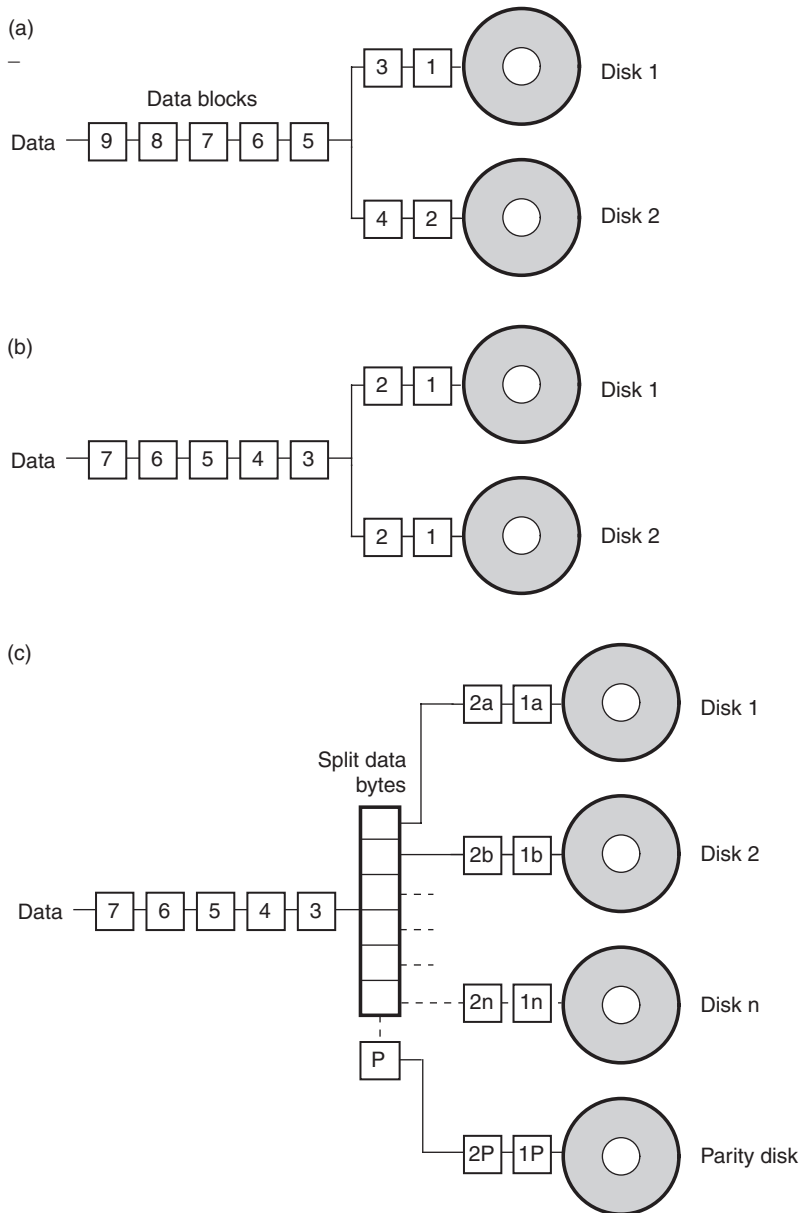 (a)
–
3 1
Disk 1
Data blocks
Data 9 8 7 6 5
4 2
Disk 2
(b)
2 1
Disk 1
Data 7 6 5 4 3
2 1
Disk 2
(c)
2a 1a
Disk 1
Split data
bytes
2b 1b
Disk 2
Data 7 6 5 4 3
2n 1n
Disk n
P
2P 1P
Parity disk